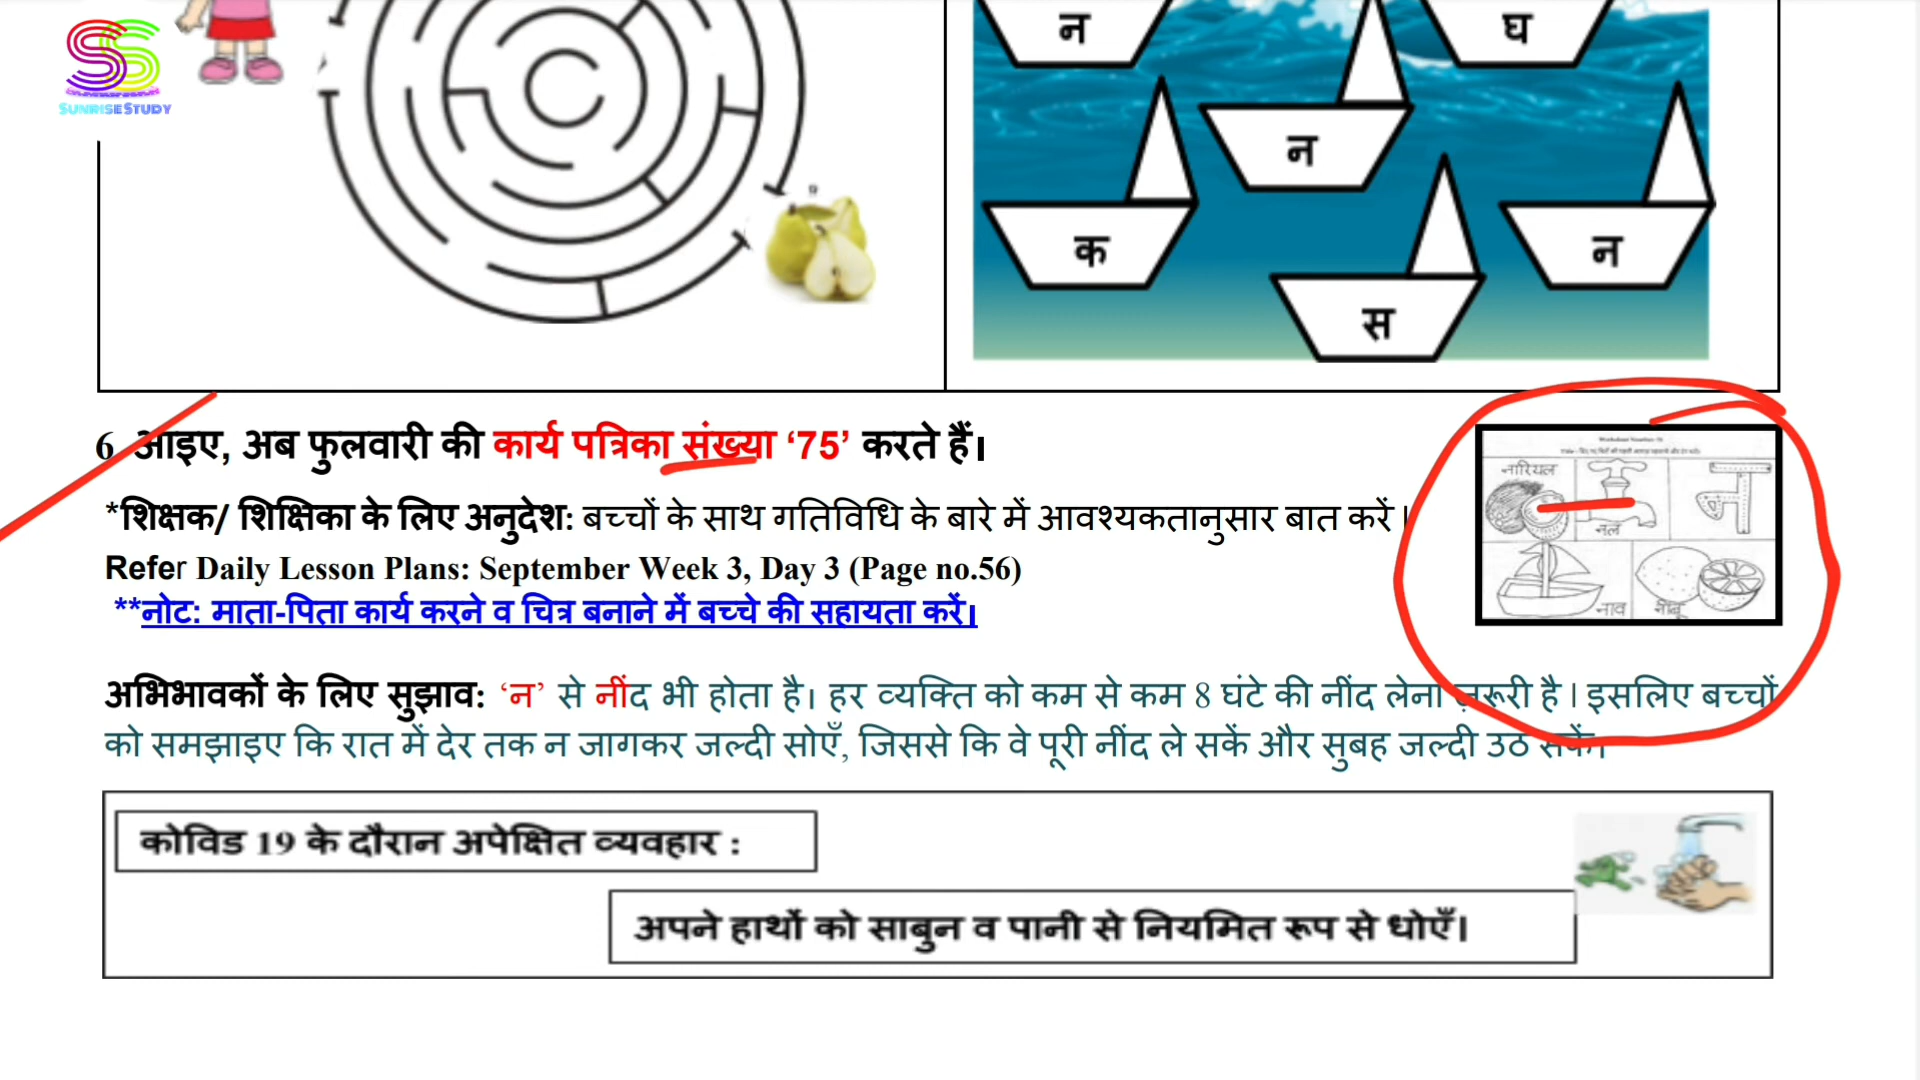 SS
SUNRISESTUDY
न
घ
न
क
न
स
6 आइए, अब फुलवारी की कार्य पत्रिका संख्या ‘75’ करते हैं।
*शिक्षक/ शिक्षिका के लिए अनुदेश: बच्चों के साथ गतिविधि के बारे में आवश्यकतानुसार बात करें |
Refer Daily Lesson Plans: September Week 3, Day 3 (Page no.56)
**नोट: माता-पिता कार्य करने व चित्र बनाने में बच्चे की सहायता करें।
नारियल
नल
न
नाव
नीबू
अभिभावकों के लिए सुझाव: ‘न’ से नींद भी होता है। हर व्यक्ति को कम से कम 8 घंटे की नींद लेना ज़रूरी है | इसलिए बच्चों
को समझाइए कि रात में देर तक न जागकर जल्दी सोएँ, जिससे कि वे पूरी नींद ले सकें और सुबह जल्दी उठ सकें।
कोविड 19 के दौरान अपेक्षित व्यवहार :
अपने हाथों को साबुन व पानी से नियमित रूप से धोएँ।